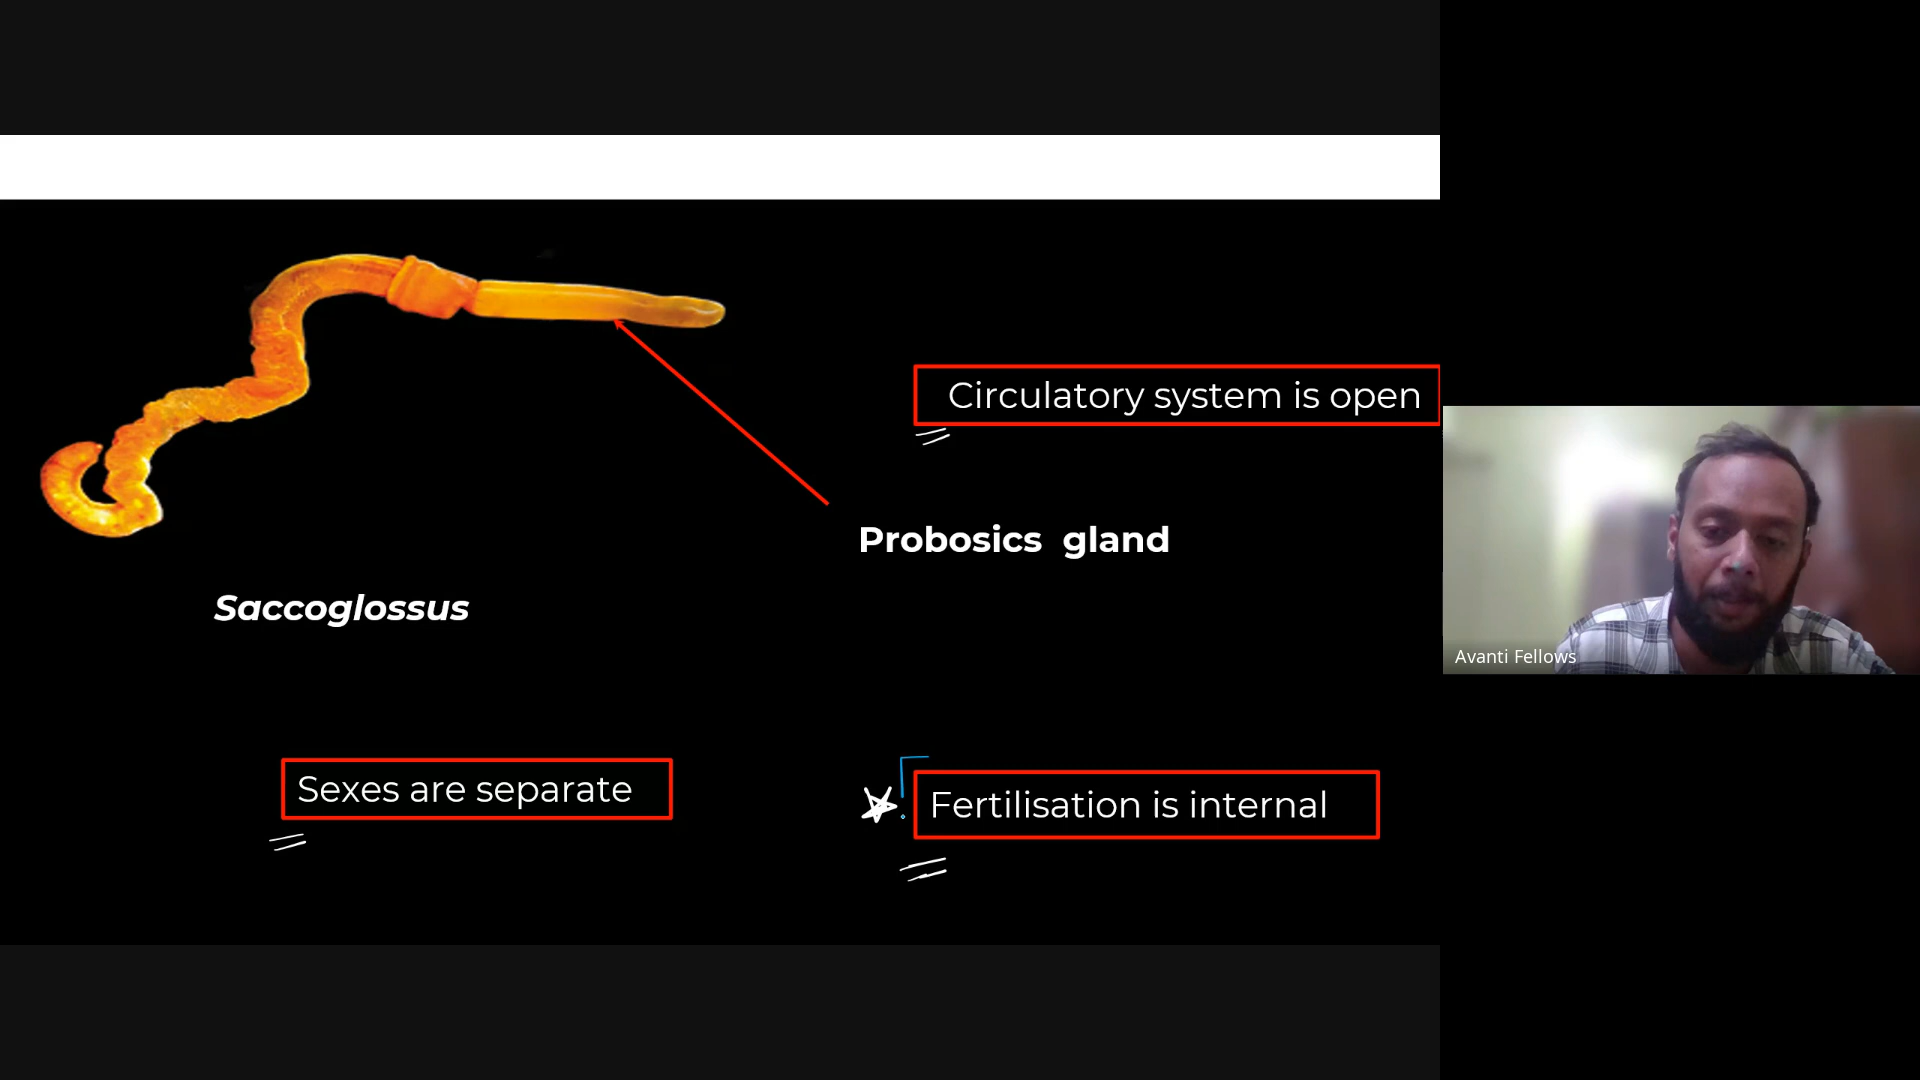 Circulatory system is open
Probosics gland
Saccoglossus
Avanti Fellows
Sexes are separate
Fertilisation is internal